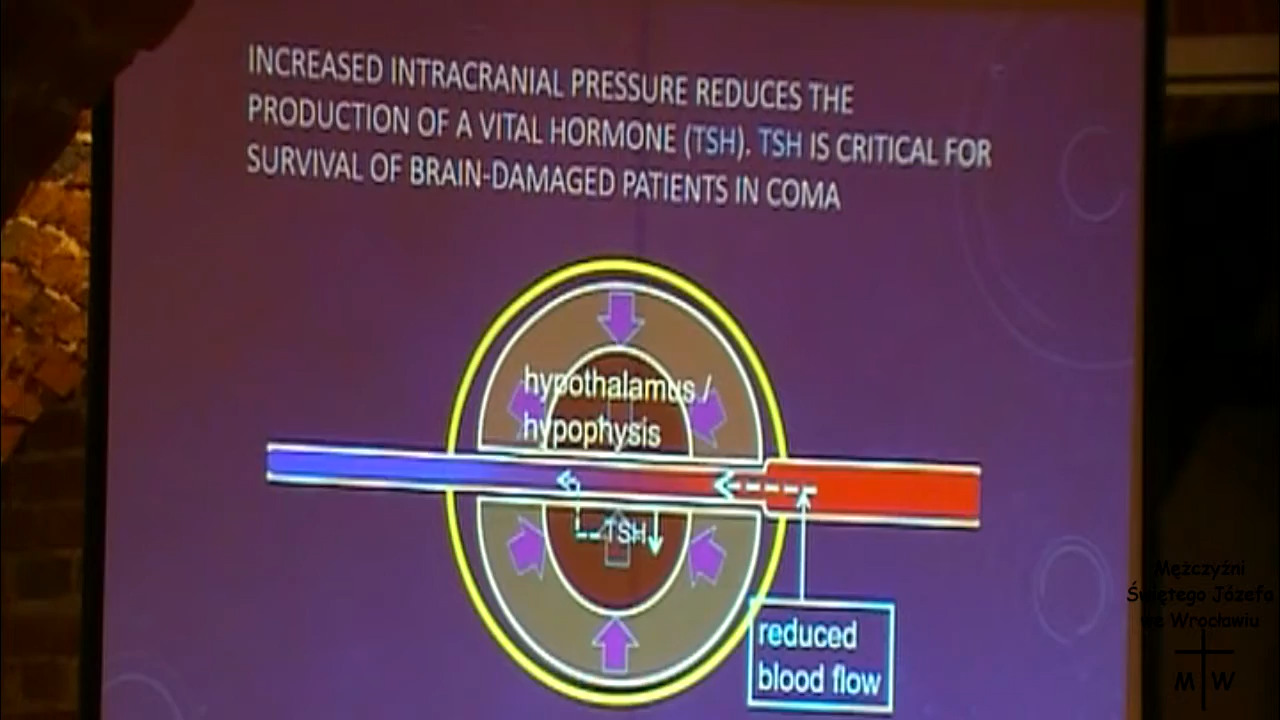 INCREASED INTRACRANIAL PRESSURE REDUCES THE
PRODUCTION OF A VITAL HORMONE (TSH). TSH IS CRITICAL FOR
SURVIVAL OF BRAIN-DAMAGED PATIENTS IN COMA
hypothalamus /
hypophysis
TSH
reduced
blood flow
Mężczyźni
Świętego Józefa
we Wrocławiu
M W